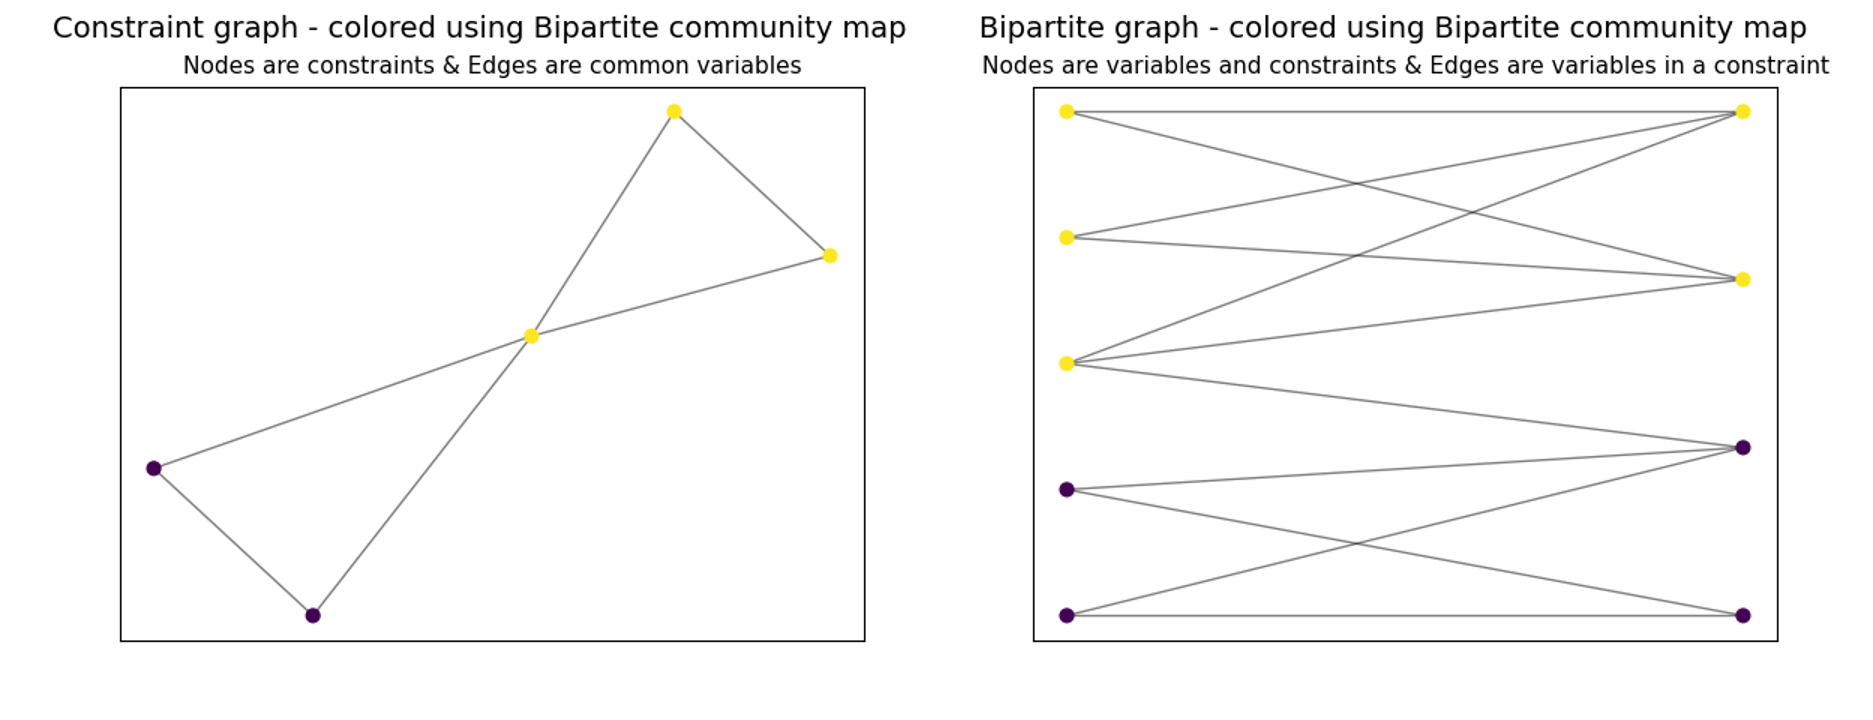 Constraint graph - colored using Bipartite community map
Nodes are constraints & Edges are common variables
Bipartite graph - colored using Bipartite community map
Nodes are variables and constraints & Edges are variables in a constraint